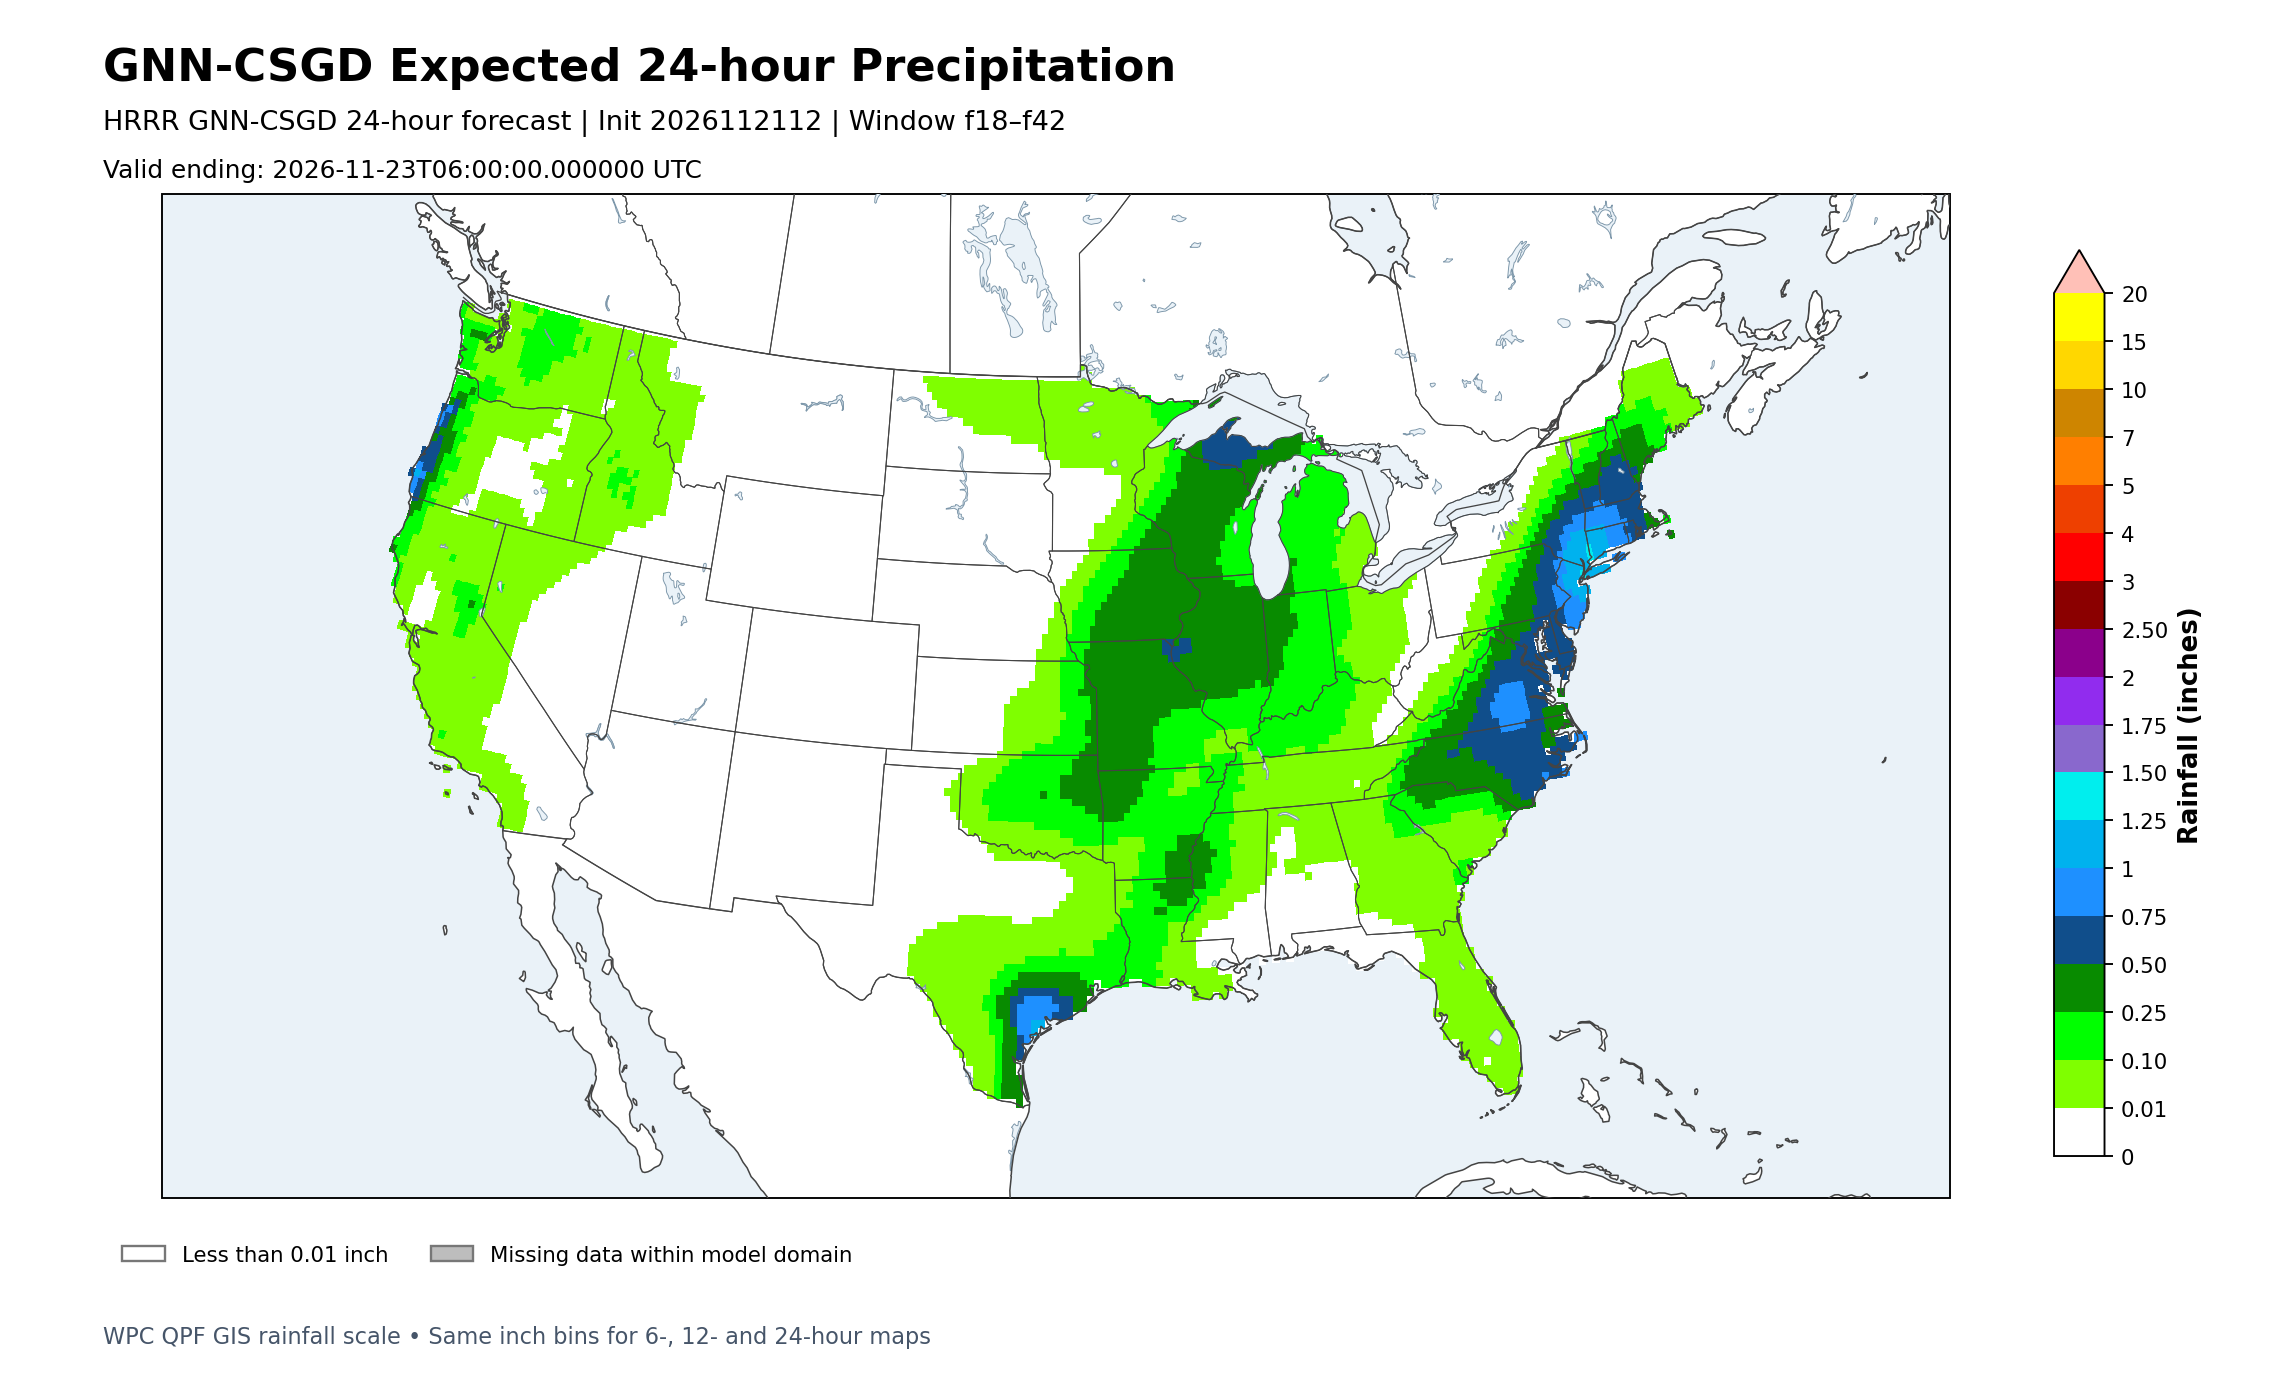 GNN-CSGD Expected 24-hour Precipitation
HRRR GNN-CSGD 24-hour forecast | Init 2026112112 | Window f18–f42
Valid ending: 2026-11-23T06:00:00.000000 UTC
20
15
10
7
5
4
3
2.50
2
1.75
1.50
1.25
1
0.75
0.50
0.25
0.10
0.01
0
Rainfall (inches)
Less than 0.01 inch
Missing data within model domain
WPC QPF GIS rainfall scale • Same inch bins for 6-, 12- and 24-hour maps